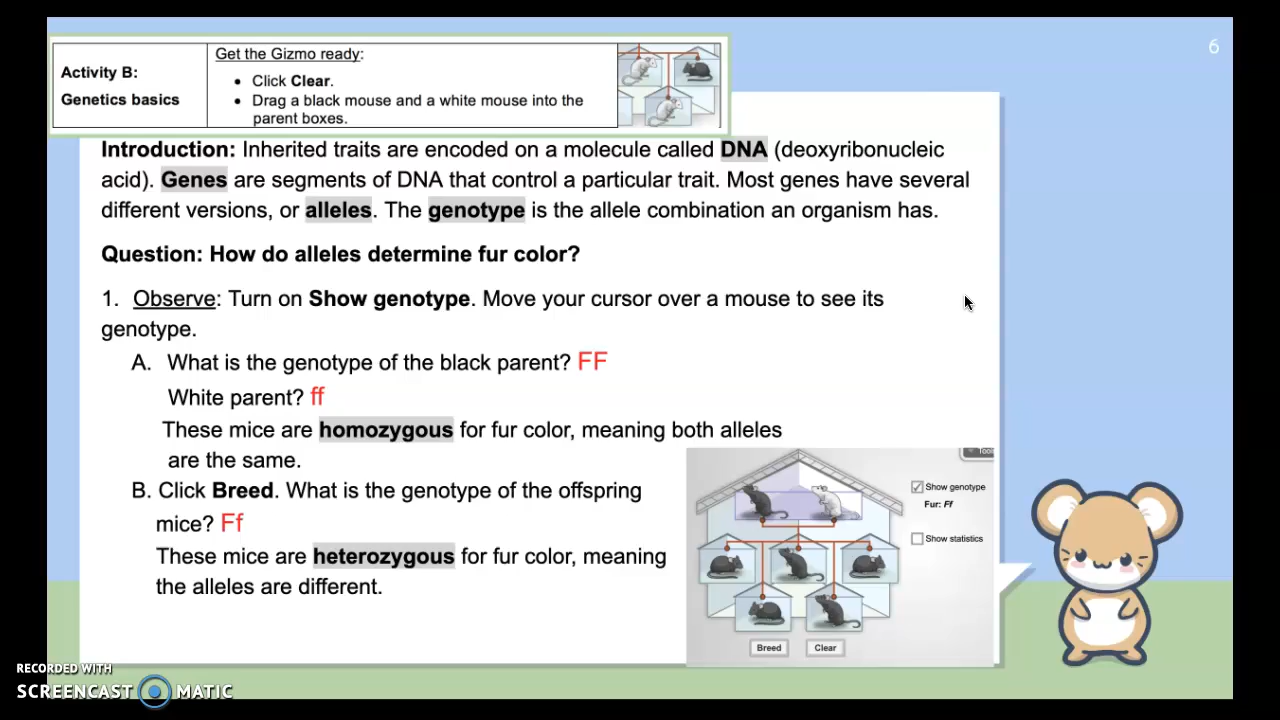 6
Activity B:
Genetics basics
Get the Gizmo ready:
• Click Clear.
• Drag a black mouse and a white mouse into the
parent boxes.
Introduction: Inherited traits are encoded on a molecule called DNA (deoxyribonucleic
acid). Genes are segments of DNA that control a particular trait. Most genes have several
different versions, or alleles. The genotype is the allele combination an organism has.
Question: How do alleles determine fur color?
1. Observe: Turn on Show genotype. Move your cursor over a mouse to see its
genotype.
A. What is the genotype of the black parent? FF
White parent? ff
These mice are homozygous for fur color, meaning both alleles
are the same.
B. Click Breed. What is the genotype of the offspring
mice? Ff
These mice are heterozygous for fur color, meaning
the alleles are different.
Show genotype
Fur: Ff
Show statistics
Breed
Clear
RECORDED WITH
SCREENCAST MATIC